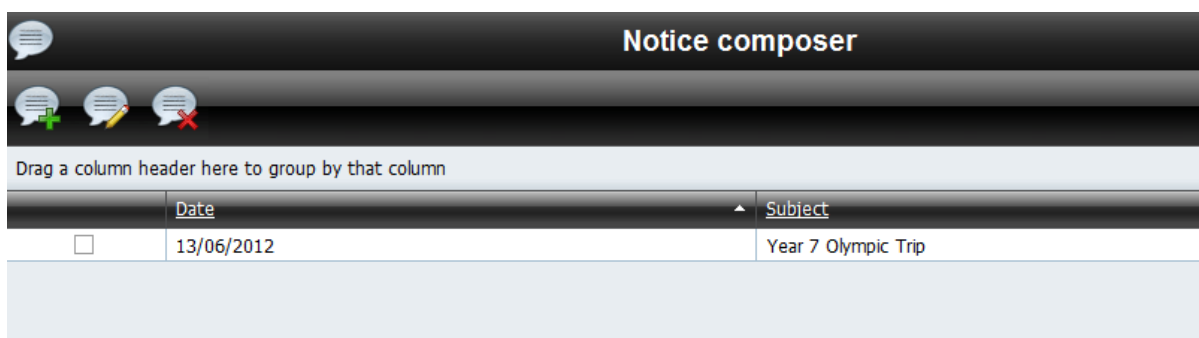 Notice composer
Drag a column header here to group by that column
Date Subject
13/06/2012 Year 7 Olympic Trip